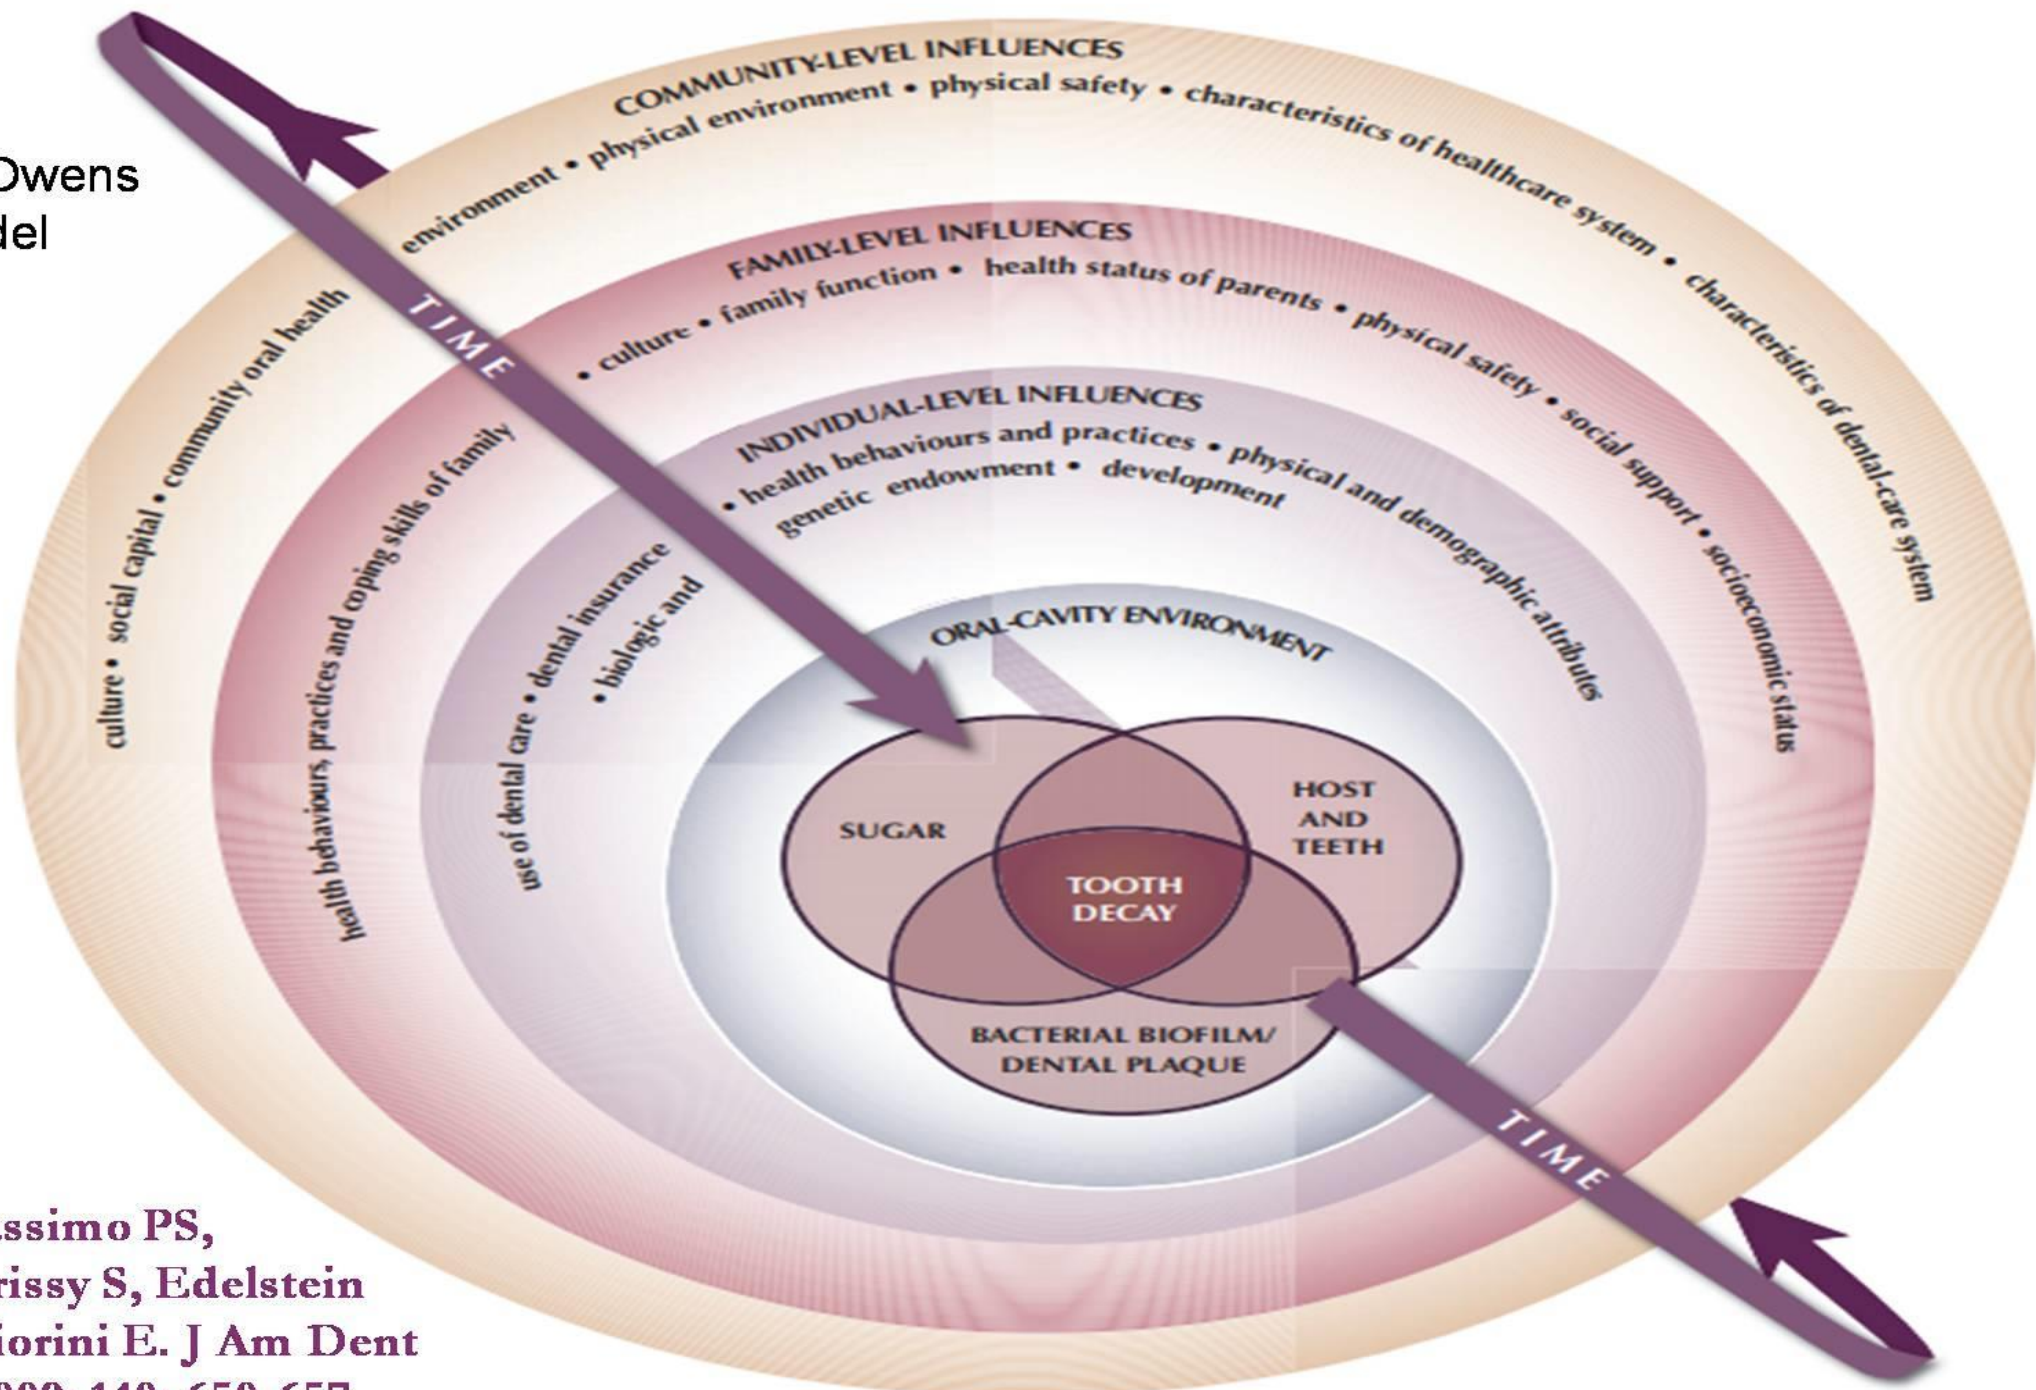 COMMUNITY-LEVEL INFLUENCES
culture • social capital • community oral health environment • physical environment • physical safety • characteristics of healthcare system • characteristics of dental-care system
Owens
del
FAMILY-LEVEL INFLUENCES
health behaviours, practices and coping skills of family • culture • family function • health status of parents • physical safety • social support • socioeconomic status
TIME
INDIVIDUAL-LEVEL INFLUENCES
use of dental care • dental insurance • health behaviours and practices • physical and demographic attributes
• biologic and genetic endowment • development
ORAL-CAVITY ENVIRONMENT
SUGAR
HOST
AND
TEETH
TOOTH
DECAY
BACTERIAL BIOFILM/
DENTAL PLAQUE
TIME
ssimo PS,
rissy S, Edelstein
iorini E. J Am Dent